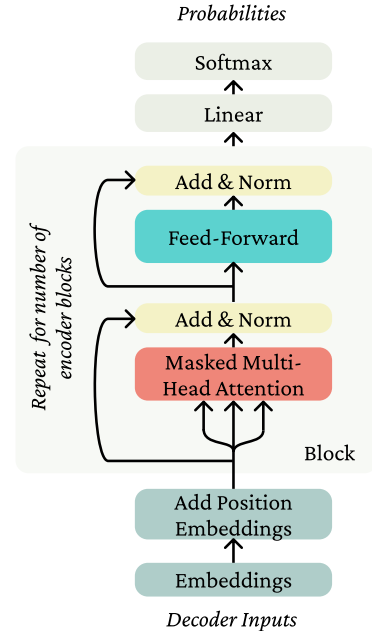 Probabilities
Softmax
Linear
Add & Norm
Feed-Forward
Repeat for number of
encoder blocks
Add & Norm
Masked Multi-
Head Attention
Block
Add Position
Embeddings
Embeddings
Decoder Inputs